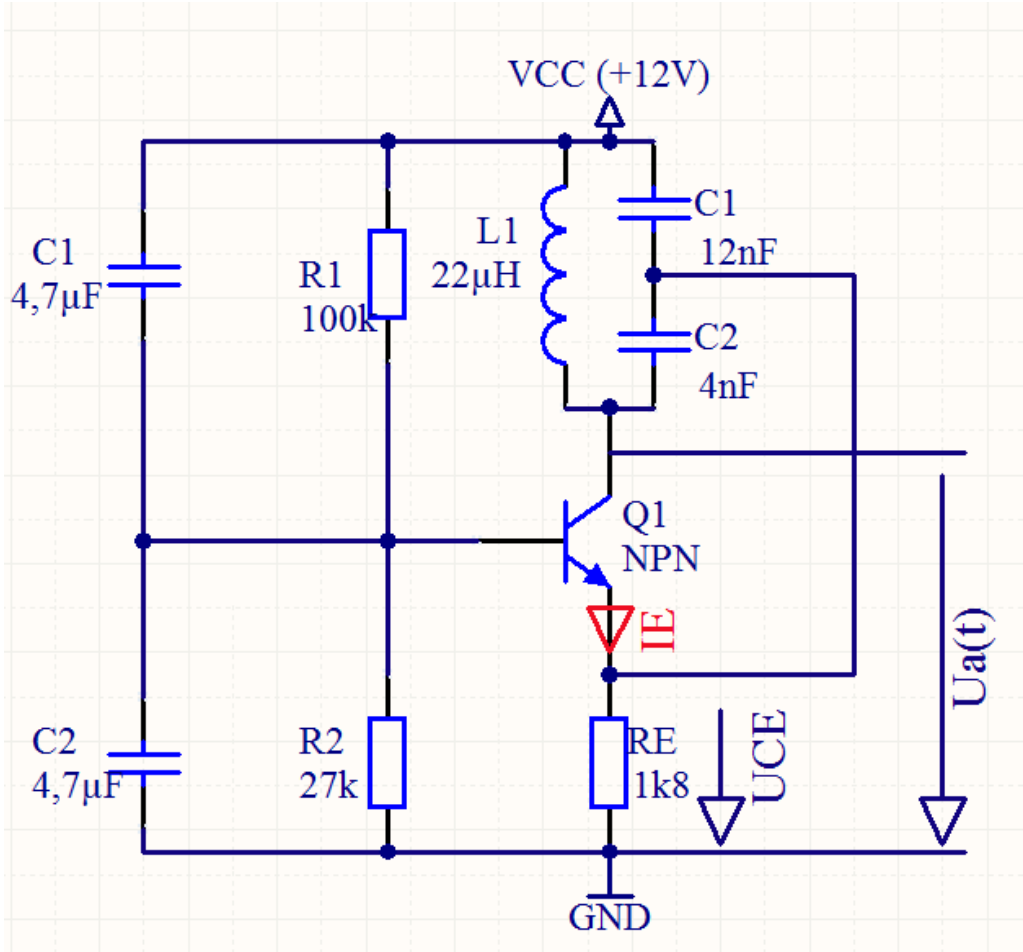 VCC (+12V)
C1
4,7µF
R1
100k
L1
22µH
C1
12nF
C2
4nF
Q1
NPN
IE
C2
4,7µF
R2
27k
RE
1k8
UCE
Ua(t)
GND